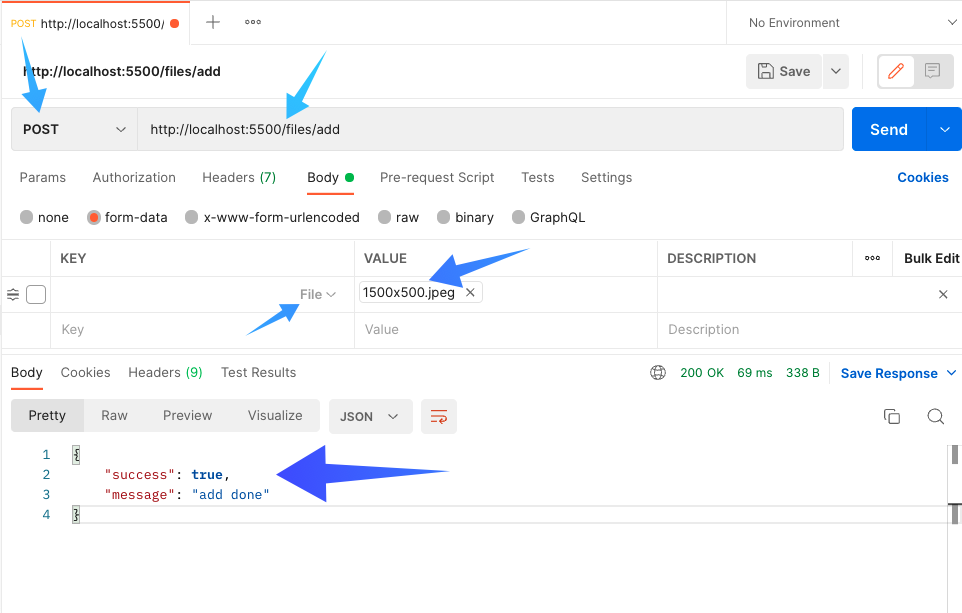 POST http://localhost:5500/ No Environment
http://localhost:5500/files/add Save
POST http://localhost:5500/files/add Send
Params Authorization Headers (7) Body Pre-request Script Tests Settings Cookies
none form-data x-www-form-urlencoded raw binary GraphQL
KEY VALUE DESCRIPTION Bulk Edit
File 1500x500.jpeg
Key Value Description
Body Cookies Headers (9) Test Results 200 OK 69 ms 338 B Save Response
Pretty Raw Preview Visualize JSON
1 {
2 "success": true,
3 "message": "add done"
4 }